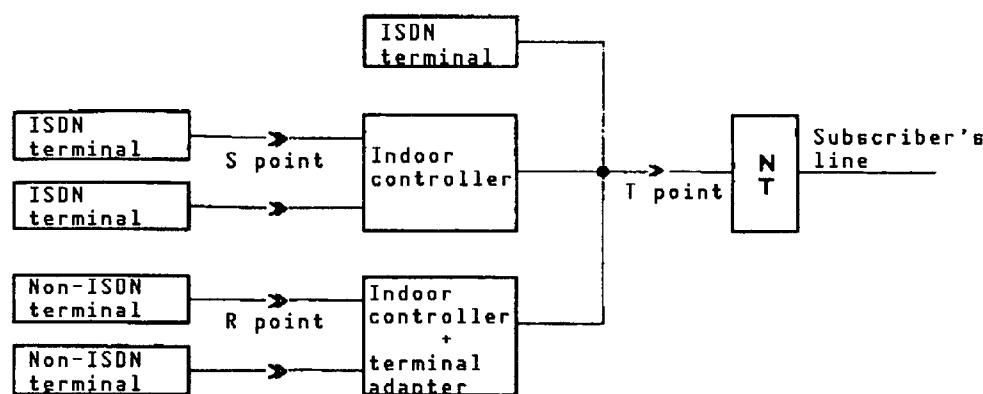 ISDN
terminal
ISDN
terminal
S point
ISDN
terminal
Indoor
controller
T point
N
T
Subscriber's
line
Non-ISDN
terminal
R point
Non-ISDN
terminal
Indoor
controller
+
terminal
adapter